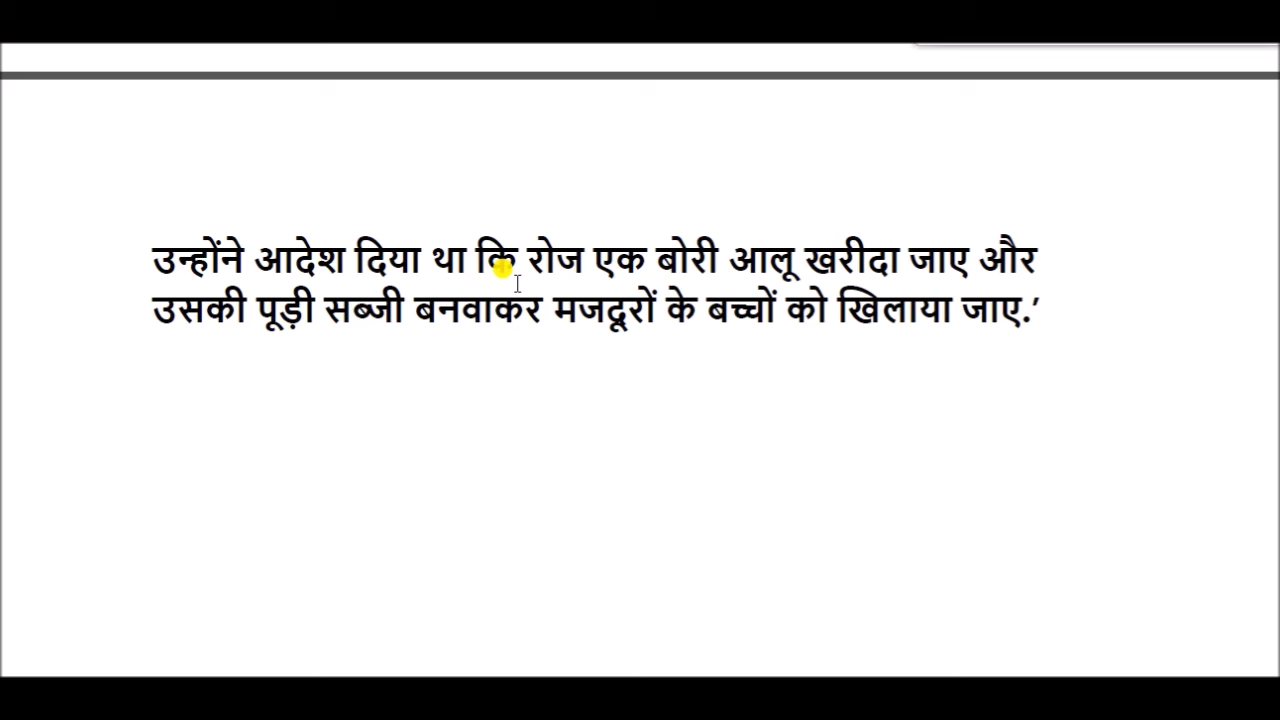 उन्होंने आदेश दिया था कि रोज एक बोरी आलू खरीदा जाए और
उसकी पूड़ी सब्जी बनवाकर मजदूरों के बच्चों को खिलाया जाए.’